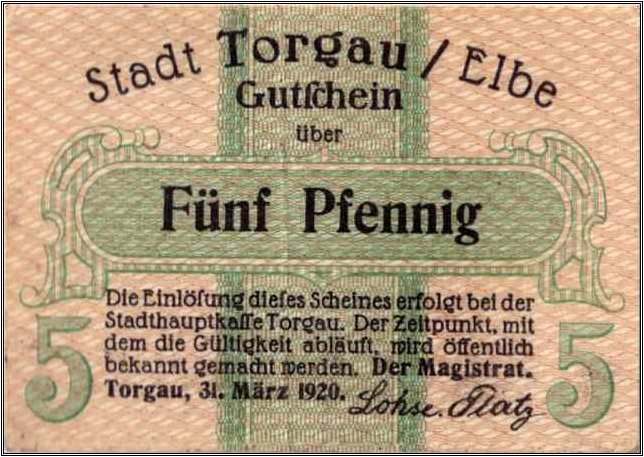 Stadt Torgau / Elbe
Gutſchein
über
Fünf Pfennig
Die Einlöſung dieſes Scheines erfolgt bei der
5 Stadthauptkaſſe Torgau. Der Zeitpunkt, mit 5
dem die Gültigkeit abläuft, wird öffentlich
bekannt gemacht werden. Der Magistrat.
Torgau, 31. März 1920. Lohse. Platz